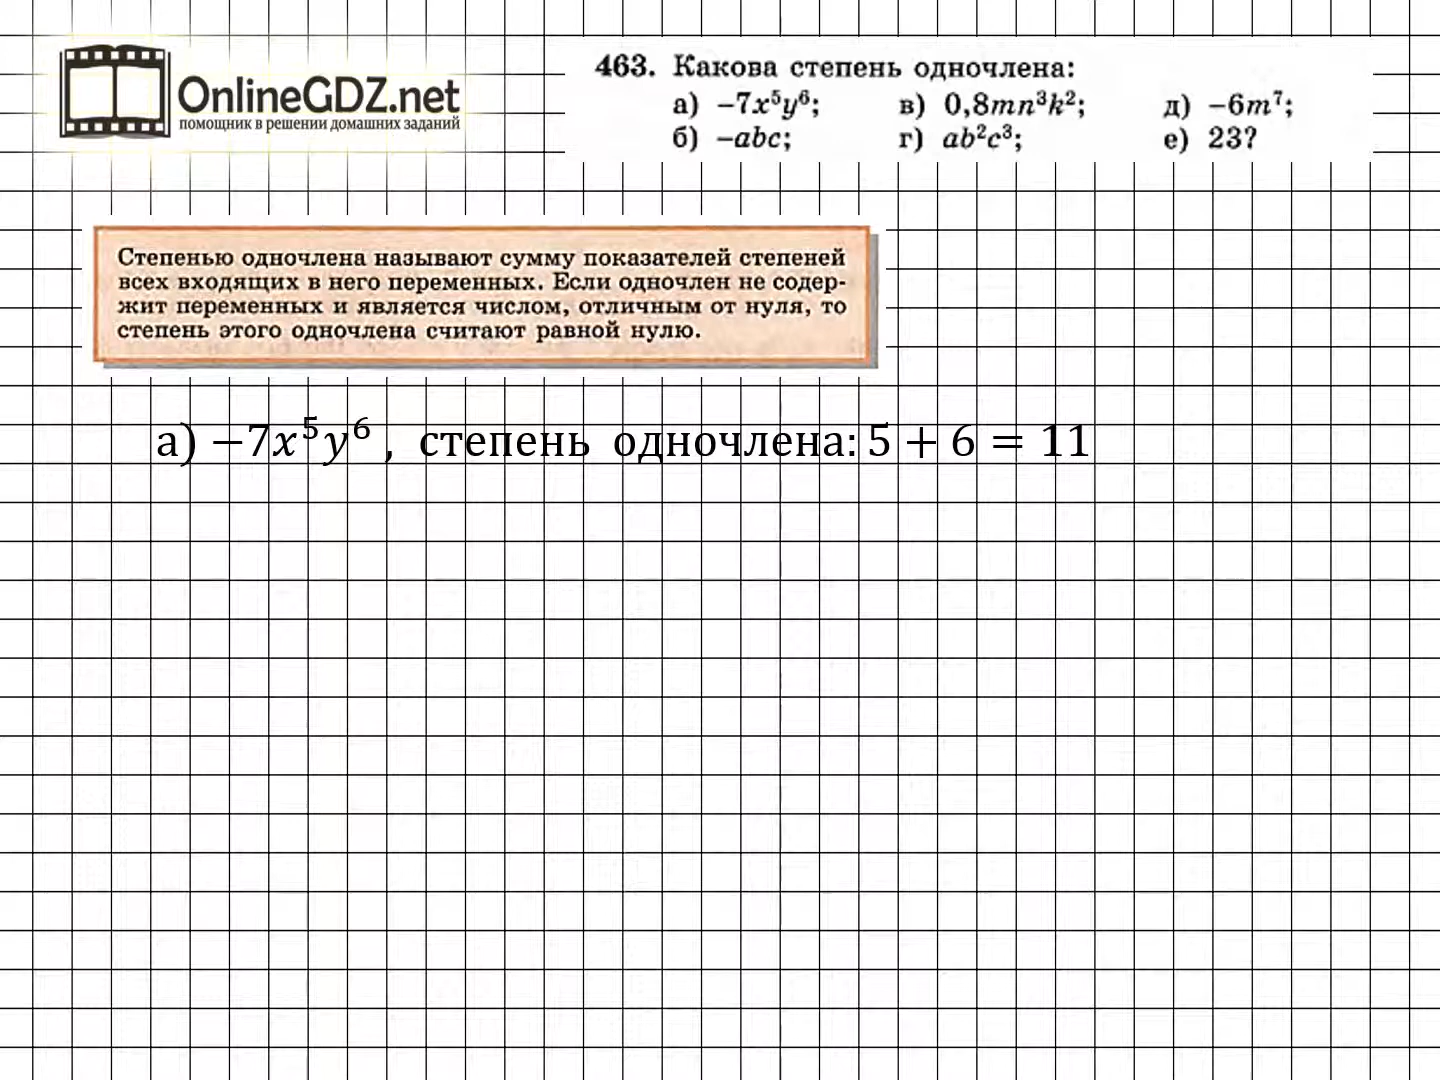 OnlineGDZ.net
помощник в решении домашних заданий
463. Какова степень одночлена:
а) −7x⁵y⁶; в) 0,8mn³k²; д) −6m⁷;
б) −abc; г) ab²c³; е) 23?
Степенью одночлена называют сумму показателей степеней
всех входящих в него переменных. Если одночлен не содер-
жит переменных и является числом, отличным от нуля, то
степень этого одночлена считают равной нулю.
а) −7x⁵y⁶ , степень одночлена: 5 + 6 = 11